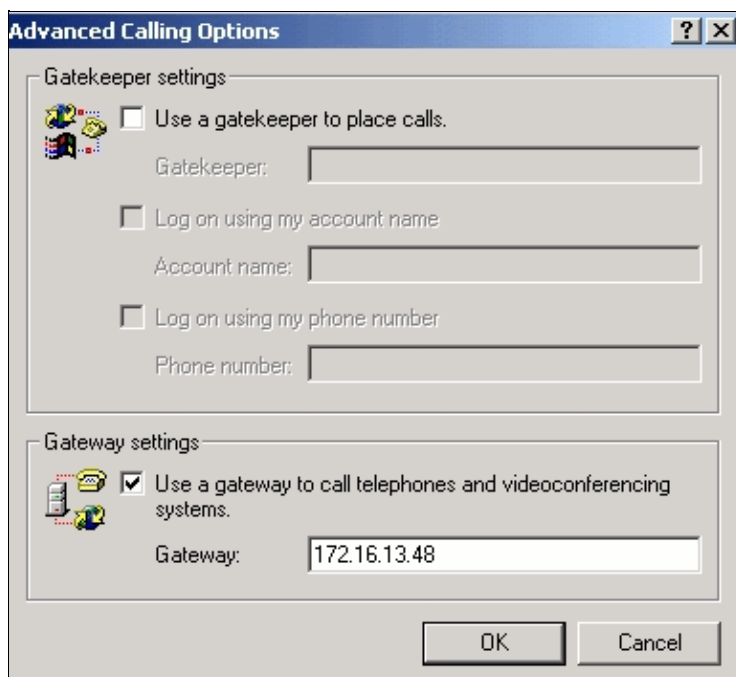 Advanced Calling Options
Gatekeeper settings
Use a gatekeeper to place calls.
Gatekeeper:
Log on using my account name
Account name:
Log on using my phone number
Phone number:
Gateway settings
Use a gateway to call telephones and videoconferencing
systems.
Gateway: 172.16.13.48
OK Cancel